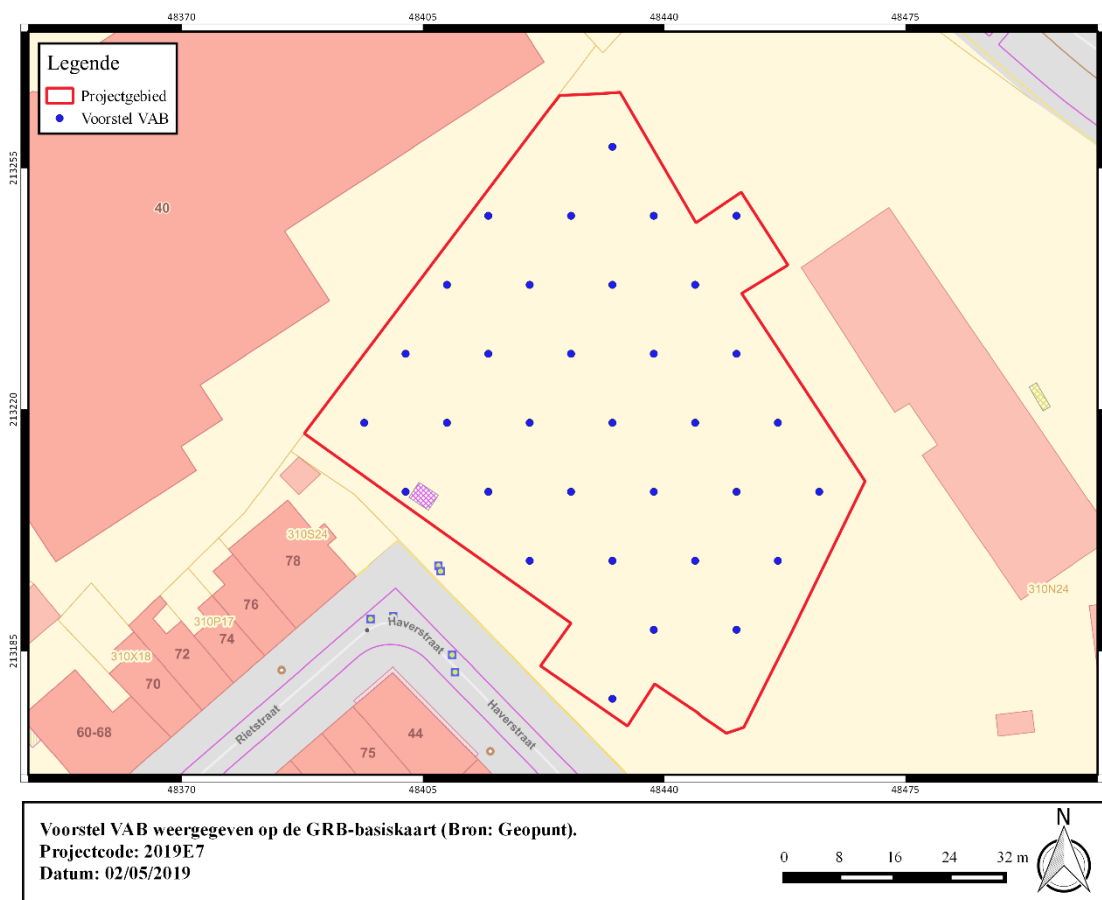 48370 48405 48440 48475
Legende
Projectgebied
Voorstel VAB
213255
40
213220
310S24
78
76
310P17
74
72
310X18
70
60-68
Haverstraat
Haverstraat
Rietstraat
44
75
310N24
213185
48370 48405 48440 48475
Voorstel VAB weergegeven op de GRB-basiskaart (Bron: Geopunt).
Projectcode: 2019E7
Datum: 02/05/2019
0 8 16 24 32 m
N